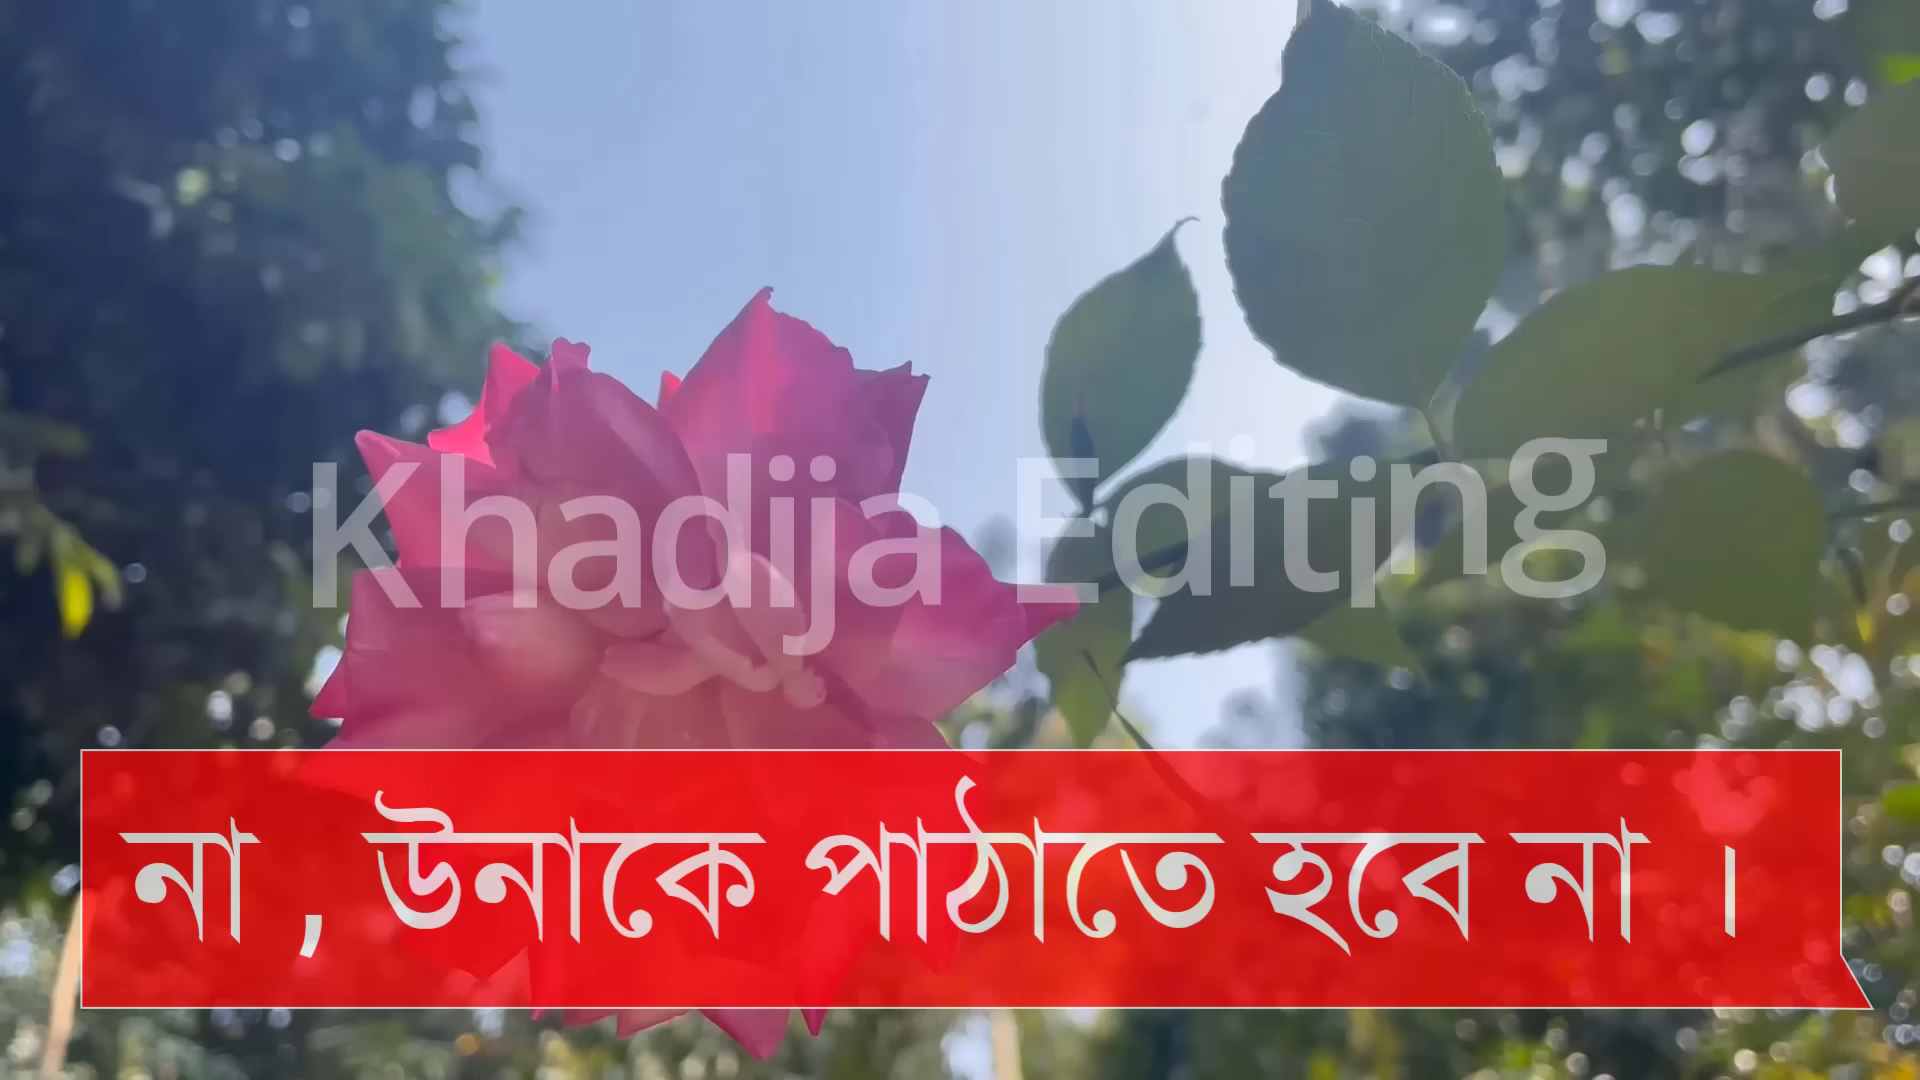 Khadija Editing
না , উনাকে পাঠাতে হবে না ।